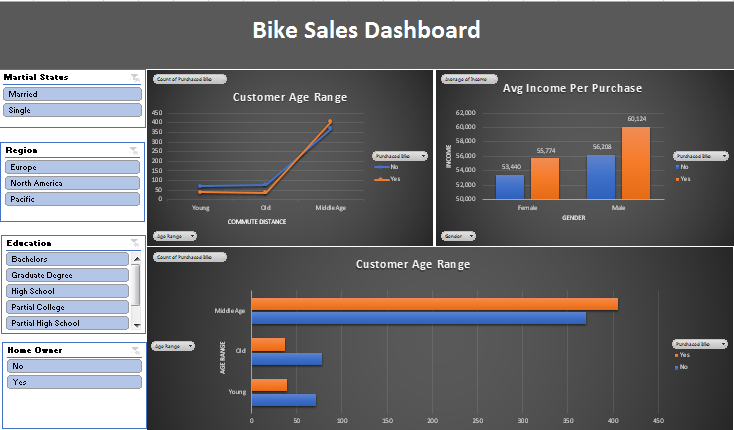 Bike Sales Dashboard
Martial Status
Married
Single
Region
Europe
North America
Pacific
Education
Bachelors
Graduate Degree
High School
Partial College
Partial High School
Home Owner
No
Yes
Count of Purchased Bike
Customer Age Range
450
400
350
300
250
200
150
100
50
0
Young
Old
Middle Age
COMMUTE DISTANCE
Purchased Bike
No
Yes
Age Range
Average of Income
Avg Income Per Purchase
62,000
60,000
58,000
56,000
54,000
52,000
50,000
INCOME
53,440
55,774
56,208
60,124
Female
Male
GENDER
Purchased Bike
No
Yes
Gender
Count of Purchased Bike
Customer Age Range
Age Range
AGE RANGE
Middle Age
Old
Young
0
50
100
150
200
250
300
350
400
450
Purchased Bike
Yes
No